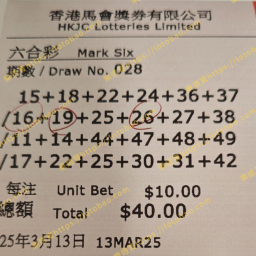 香港馬會獎券有限公司
HKJC Lotteries Limited
六合彩 Mark Six
期數 / Draw No. 028
15+18+22+24+36+37
/16+19+25+26+27+38
/11+14+44+47+48+49
/17+22+25+30+31+42
每注 Unit Bet $10.00
總額 Total $40.00
25年3月13日 13MAR25